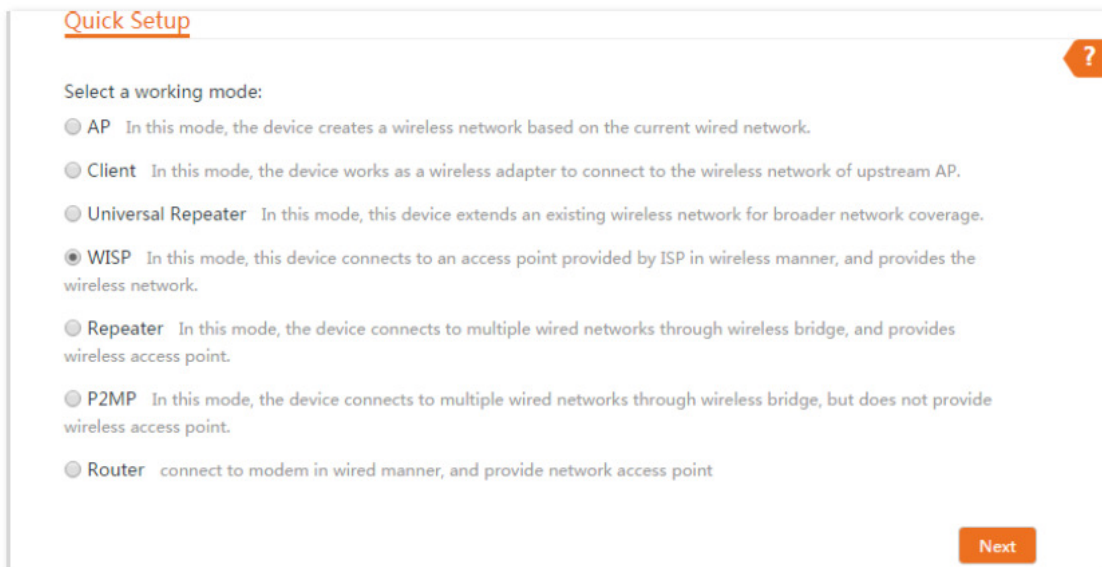 Quick Setup
?
Select a working mode:
AP In this mode, the device creates a wireless network based on the current wired network.
Client In this mode, the device works as a wireless adapter to connect to the wireless network of upstream AP.
Universal Repeater In this mode, this device extends an existing wireless network for broader network coverage.
WISP In this mode, this device connects to an access point provided by ISP in wireless manner, and provides the
wireless network.
Repeater In this mode, the device connects to multiple wired networks through wireless bridge, and provides
wireless access point.
P2MP In this mode, the device connects to multiple wired networks through wireless bridge, but does not provide
wireless access point.
Router connect to modem in wired manner, and provide network access point
Next